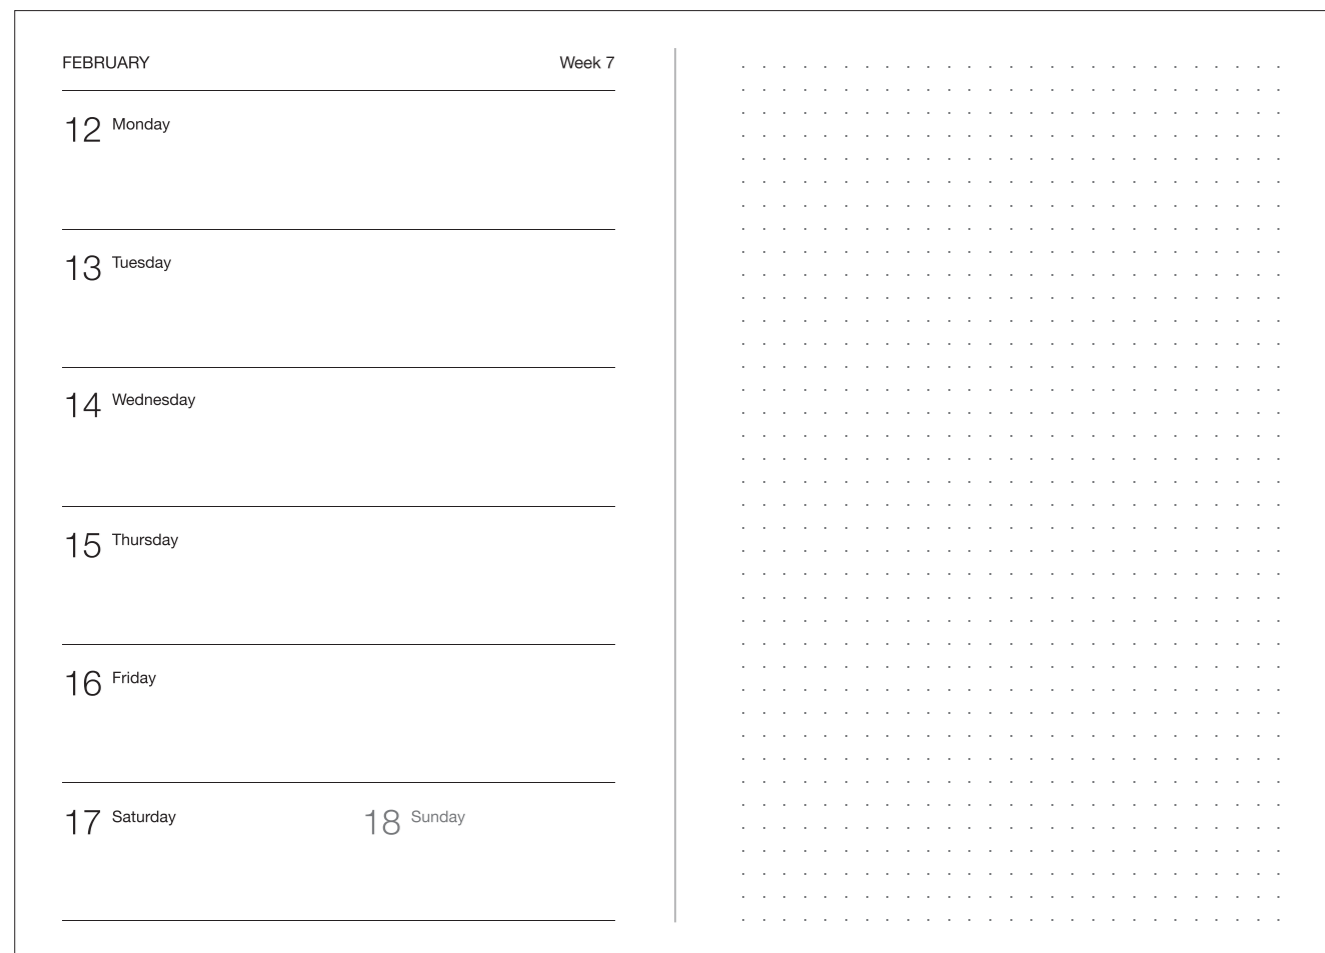 FEBRUARY Week 7
12 Monday
13 Tuesday
14 Wednesday
15 Thursday
16 Friday
17 Saturday 18 Sunday